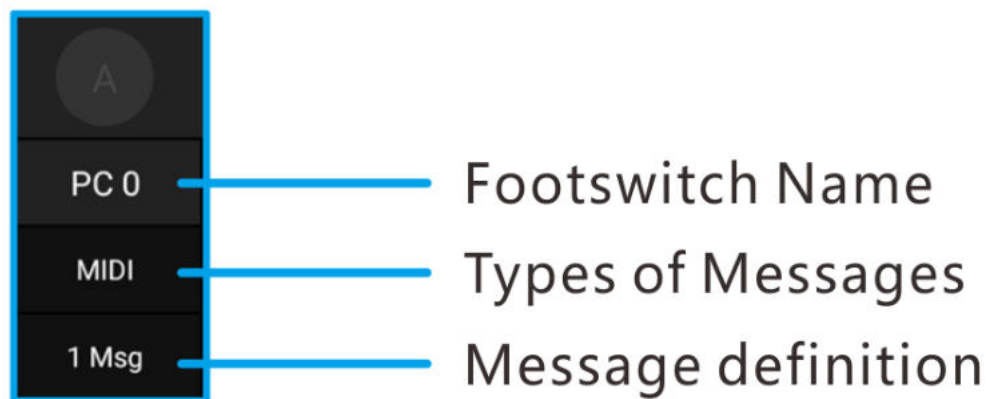 A
PC 0
Footswitch Name
MIDI
Types of Messages
1 Msg
Message definition